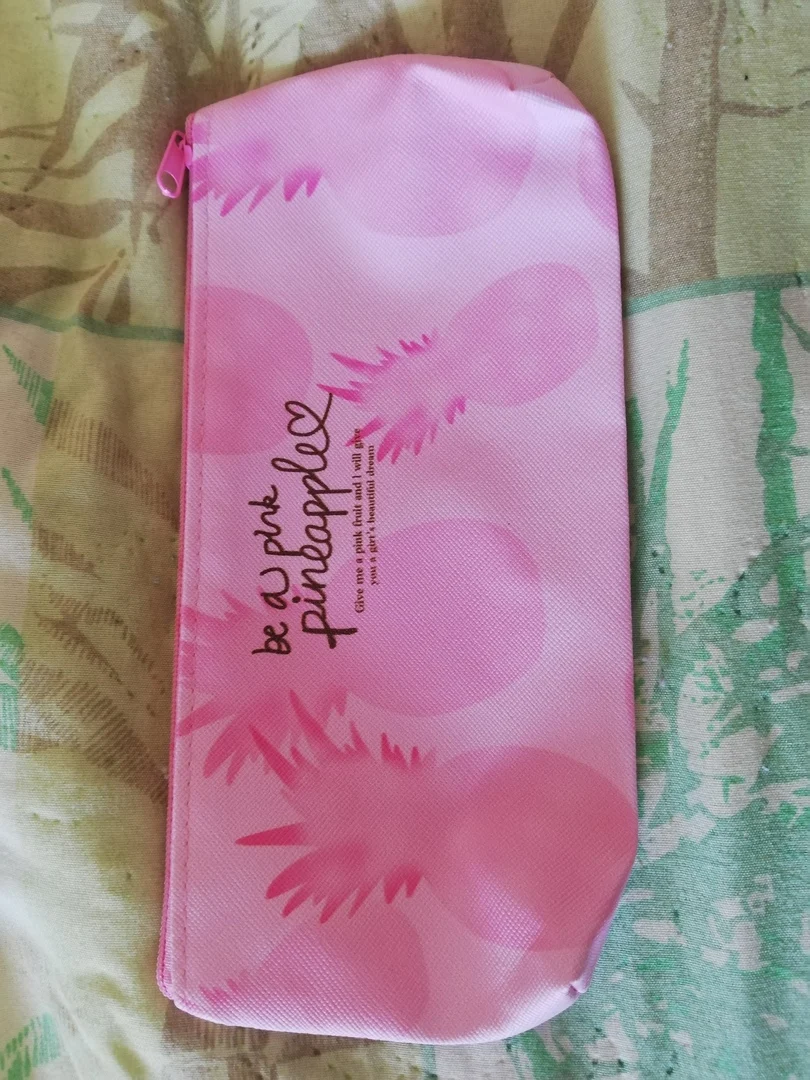 be a pink
pineapple
Give me a pink fruit and I will give
you a girl's beautiful dream